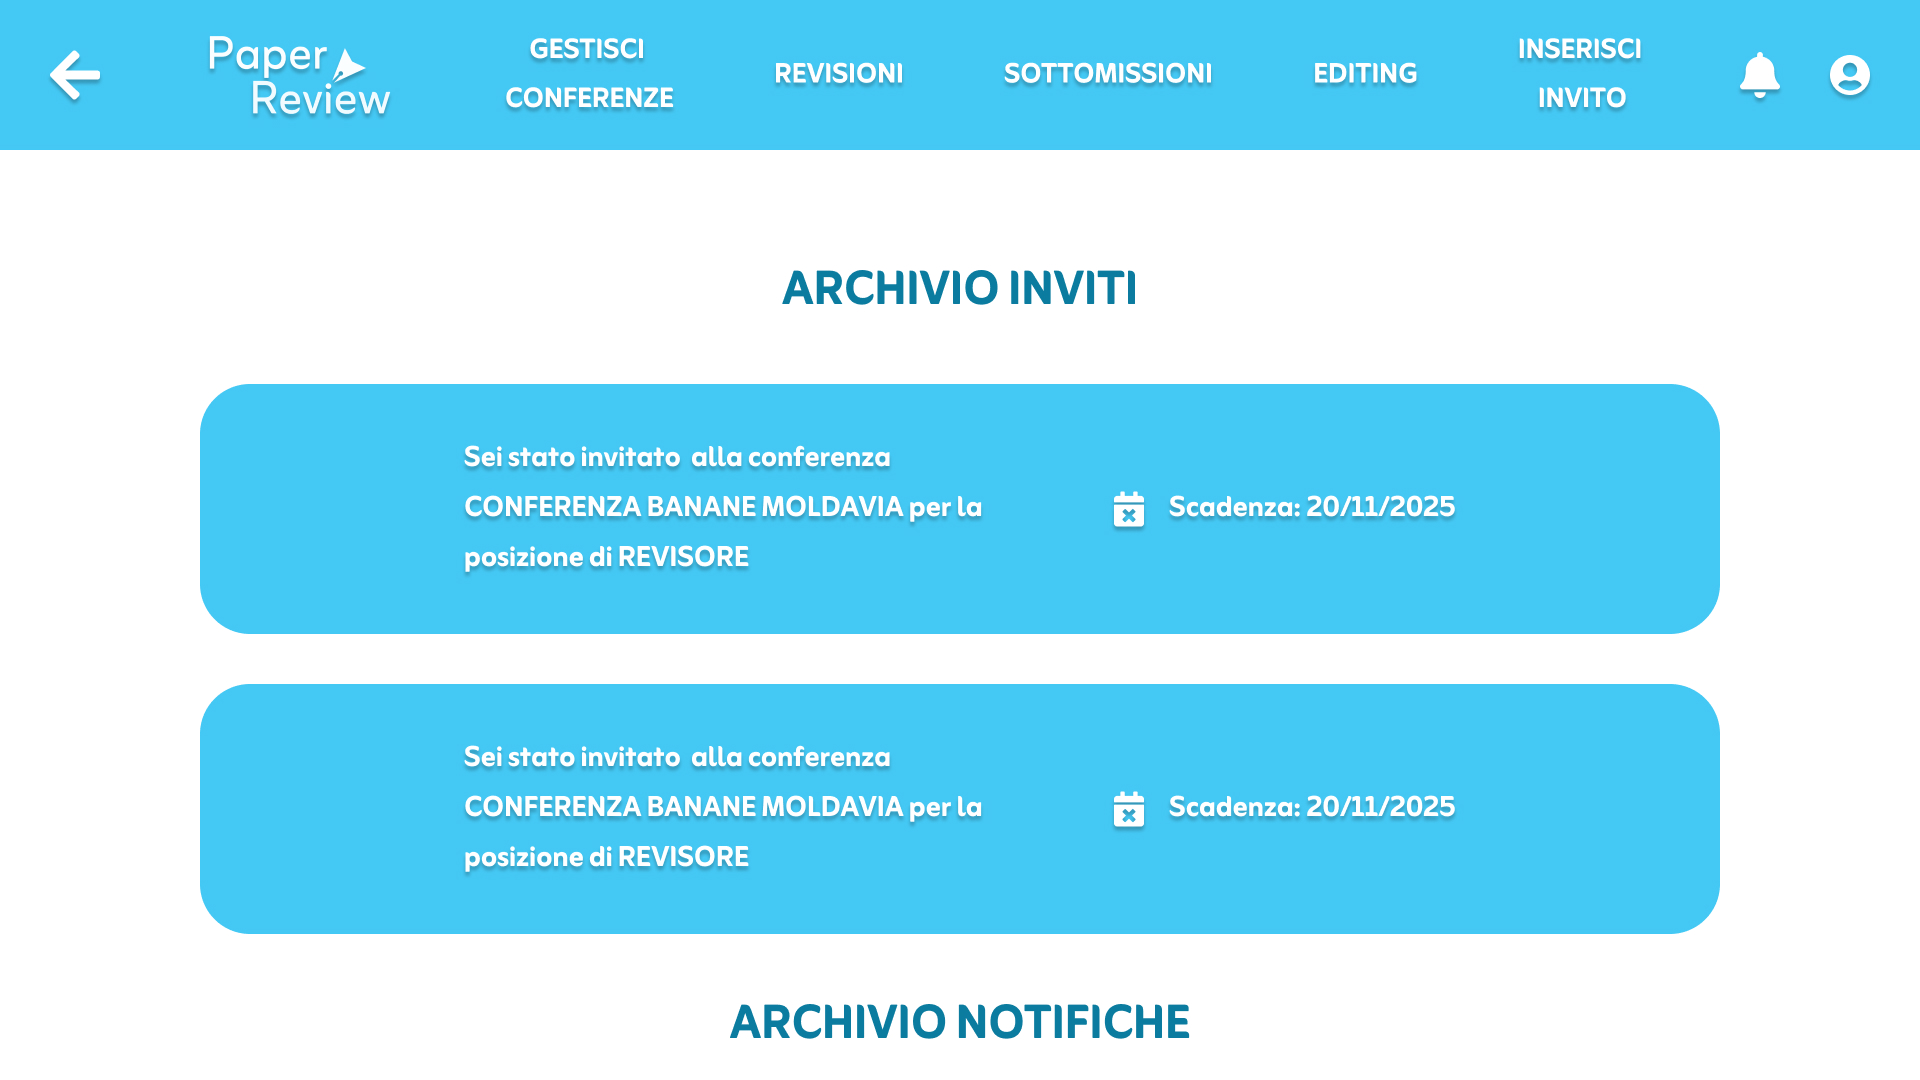 Paper
Review
GESTISCI
CONFERENZE
REVISIONI
SOTTOMISSIONI
EDITING
INSERISCI
INVITO
ARCHIVIO INVITI
Sei stato invitato  alla conferenza
CONFERENZA BANANE MOLDAVIA per la
posizione di REVISORE
Scadenza: 20/11/2025
Sei stato invitato  alla conferenza
CONFERENZA BANANE MOLDAVIA per la
posizione di REVISORE
Scadenza: 20/11/2025
ARCHIVIO NOTIFICHE